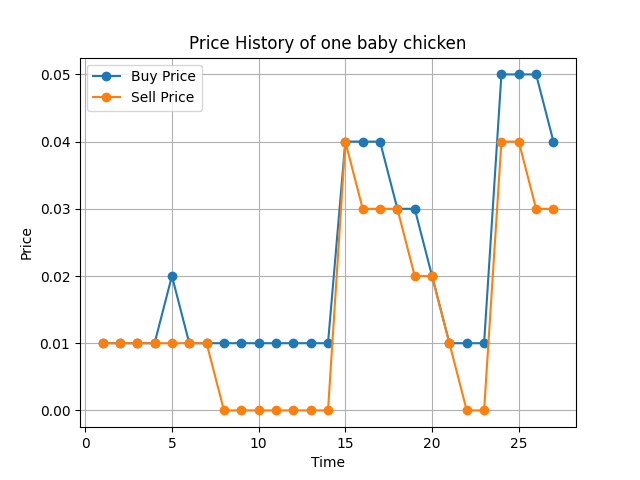 Price History of one baby chicken
Buy Price
Sell Price
Price
0.05
0.04
0.03
0.02
0.01
0.00
0 5 10 15 20 25
Time